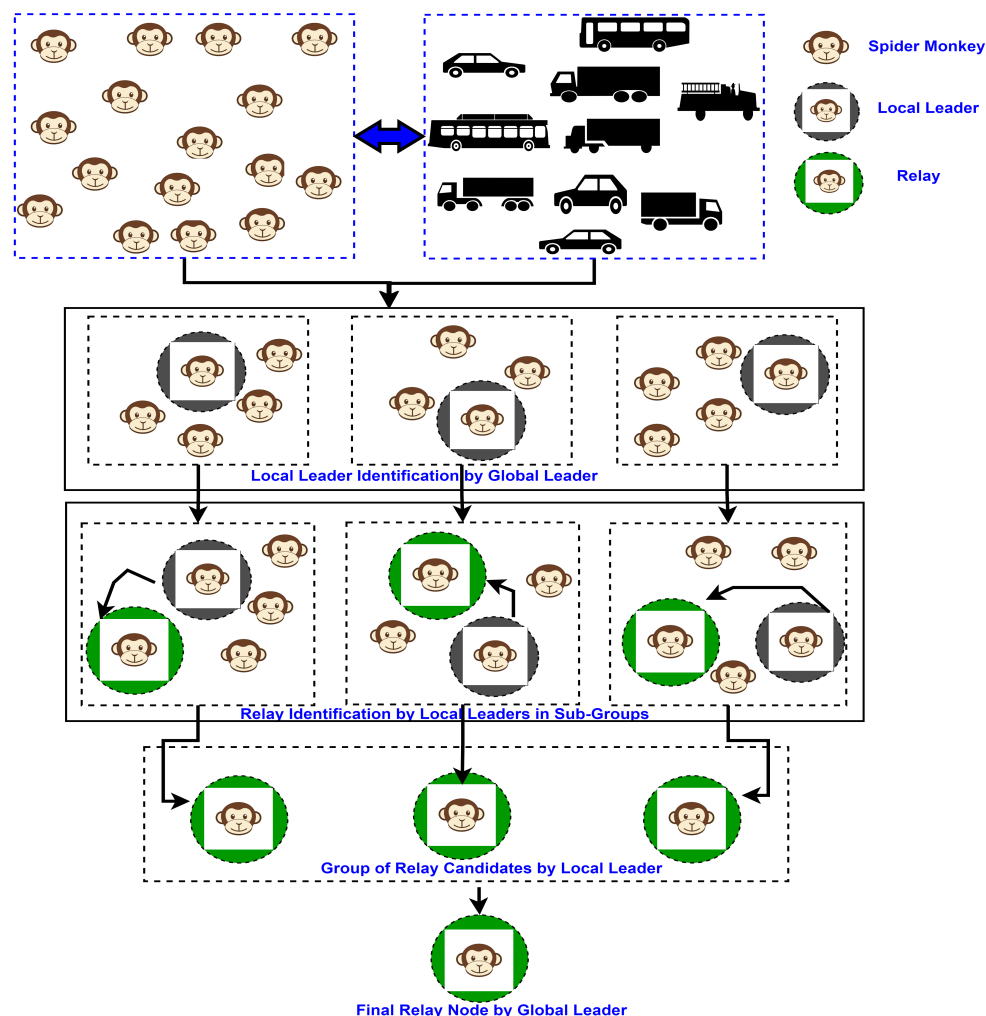 Spider Monkey
Local Leader
Relay
Local Leader Identification by Global Leader
Relay Identification by Local Leaders in Sub-Groups
Group of Relay Candidates by Local Leader
Final Relay Node by Global Leader